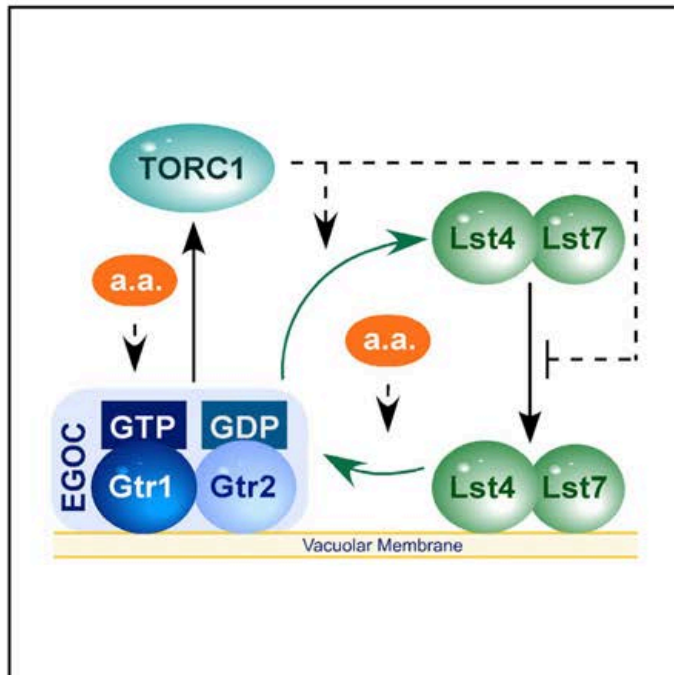 TORC1
Lst4 Lst7
a.a.
a.a.
GTP GDP
EGOC
Gtr1 Gtr2
Lst4 Lst7
Vacuolar Membrane